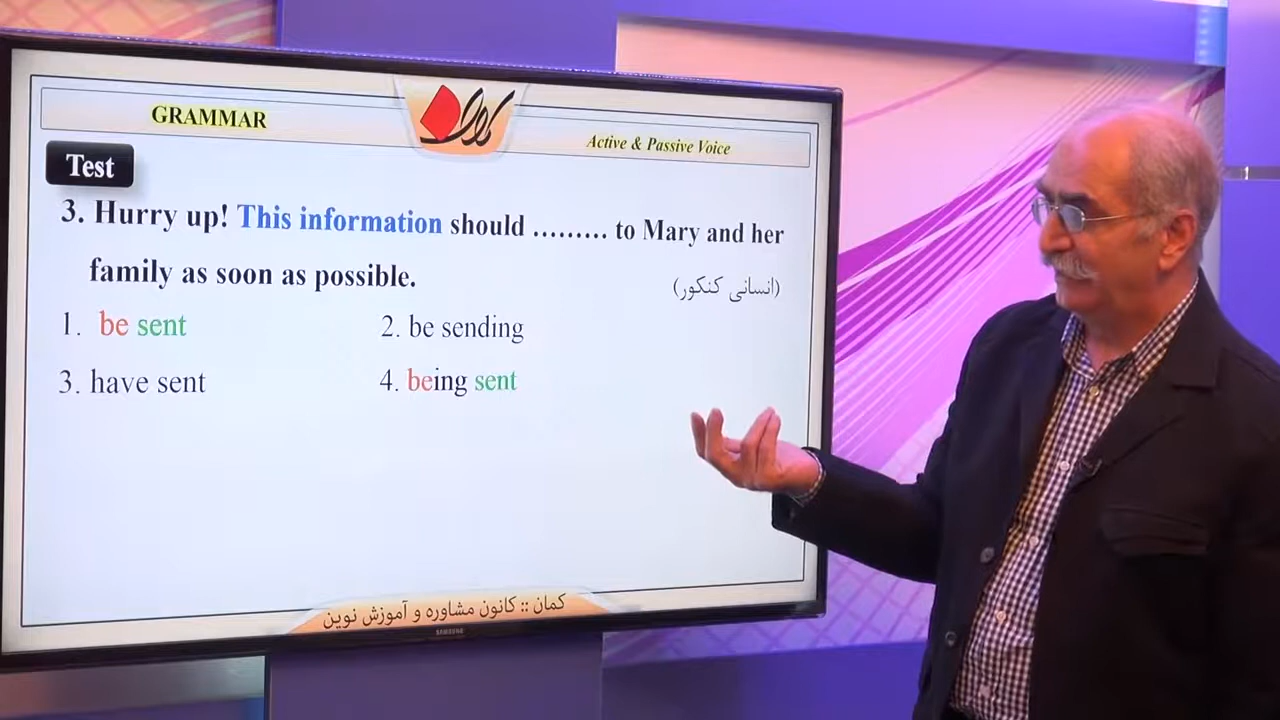 GRAMMAR
Active & Passive Voice
Test
3. Hurry up! This information should ……… to Mary and her
family as soon as possible.
(انسانی کنکور)
1. be sent
2. be sending
3. have sent
4. being sent
کمان :: کانون مشاوره و آموزش نوین
SAMSUNG